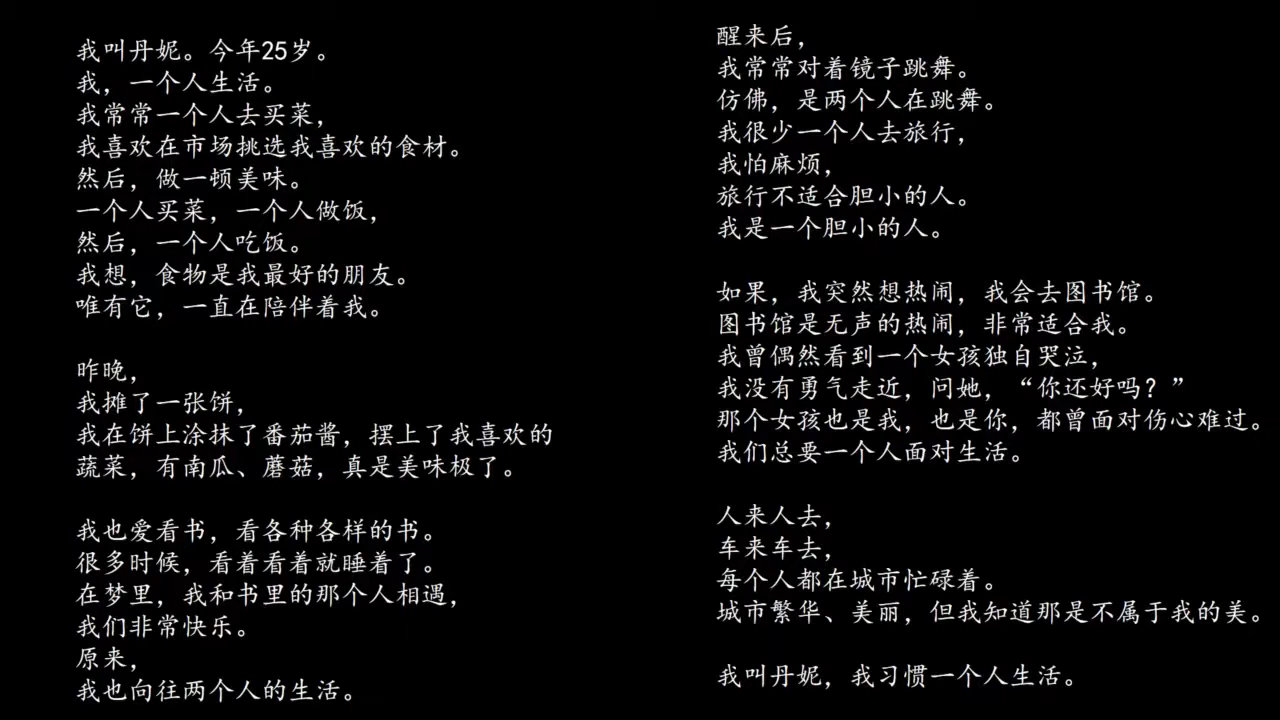 我叫丹妮。今年25岁。
我，一个人生活。
我常常一个人去买菜，
我喜欢在市场挑选我喜欢的食材。
然后，做一顿美味。
一个人买菜，一个人做饭，
然后，一个人吃饭。
我想，食物是我最好的朋友。
唯有它，一直在陪伴着我。
昨晚，
我摊了一张饼，
我在饼上涂抹了番茄酱，摆上了我喜欢的
蔬菜，有南瓜、蘑菇，真是美味极了。
我也爱看书，看各种各样的书。
很多时候，看着看着就睡着了。
在梦里，我和书里的那个人相遇，
我们非常快乐。
原来，
我也向往两个人的生活。
醒来后，
我常常对着镜子跳舞。
仿佛，是两个人在跳舞。
我很少一个人去旅行，
我怕麻烦，
旅行不适合胆小的人。
我是一个胆小的人。
如果，我突然想热闹，我会去图书馆。
图书馆是无声的热闹，非常适合我。
我曾偶然看到一个女孩独自哭泣，
我没有勇气走近，问她，“你还好吗？”
那个女孩也是我，也是你，都曾面对伤心难过。
我们总要一个人面对生活。
人来人去，
车来车去，
每个人都在城市忙碌着。
城市繁华、美丽，但我知道那是不属于我的美。
我叫丹妮，我习惯一个人生活。